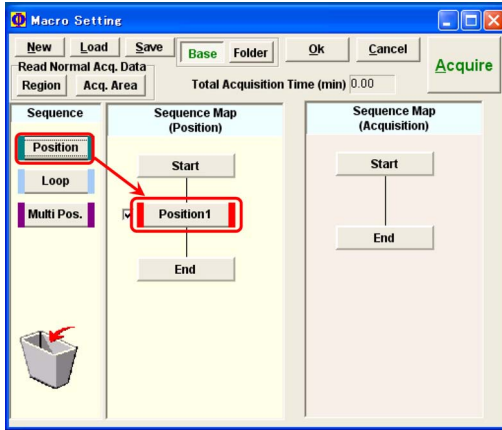 Macro Setting
New Load Save Base Folder Ok Cancel Acquire
Read Normal Acq. Data
Region Acq. Area Total Acquisition Time (min) 0.00
Sequence
Position
Loop
Multi Pos.
Sequence Map
(Position)
Start
Position1
End
Sequence Map
(Acquisition)
Start
End